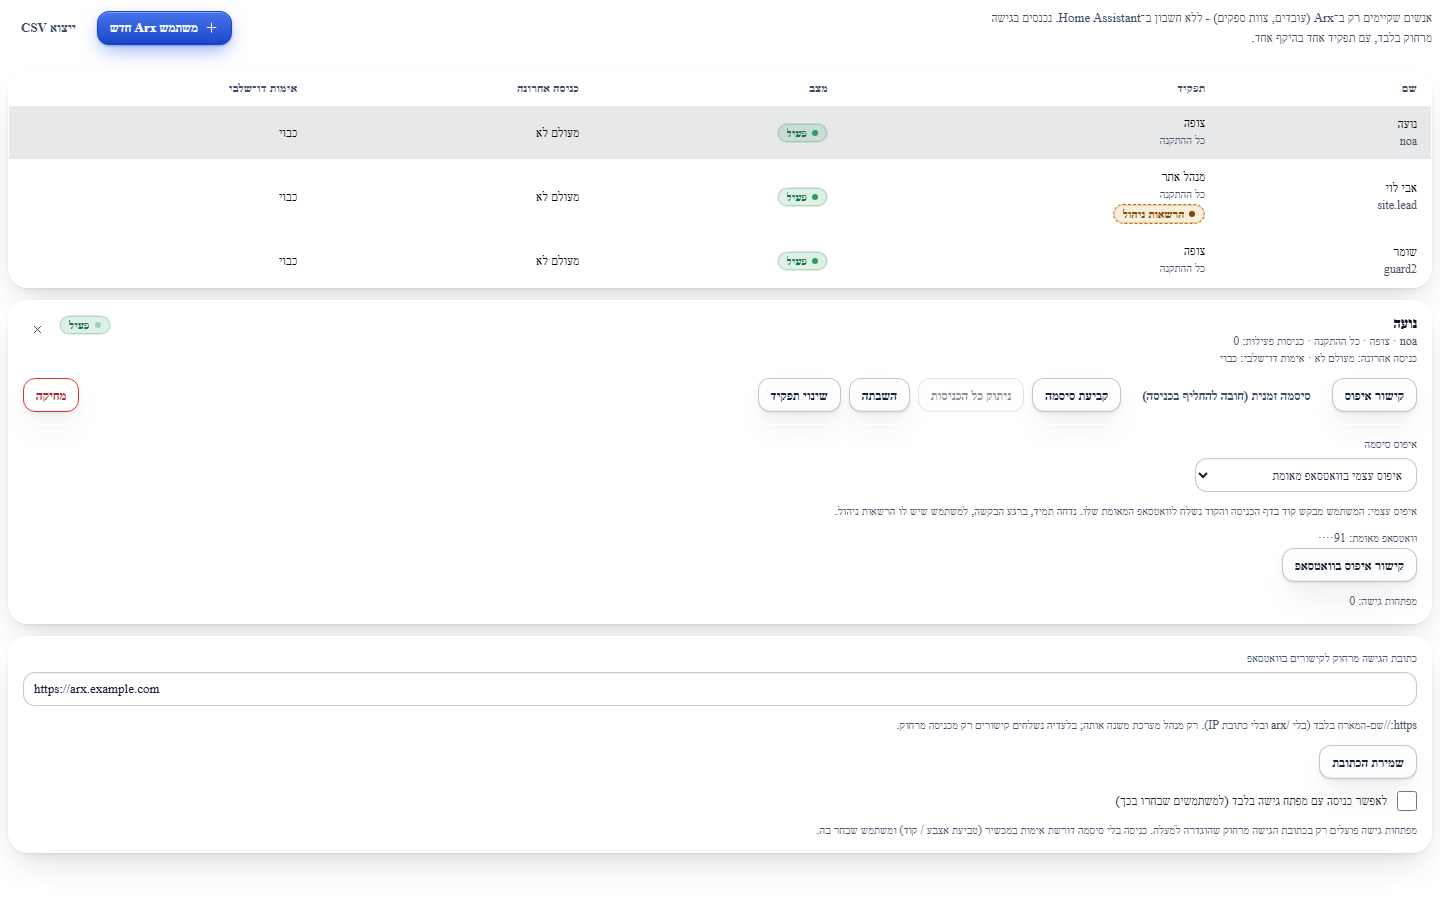 אנשים שקיימים רק ב־Arx (עובדים, צוות ספקים) - ללא חשבון ב־Home Assistant. נכנסים בגישה
מרחוק בלבד, עם תפקיד אחד בהיקף אחד.
משתמש Arx חדש
ייצוא CSV
שם תפקיד מצב כניסה אחרונה אימות דו־שלבי
נועה צופה פעיל מעולם לא כבוי
noa כל ההתקנה
אבי לוי מנהל אתר פעיל מעולם לא כבוי
site.lead כל ההתקנה
הרשאות ניהול
שומר צופה פעיל מעולם לא כבוי
guard2 כל ההתקנה
נועה פעיל ×
noa · צופה · כל ההתקנה · כניסות פעילות: 0
כניסה אחרונה: מעולם לא · אימות דו־שלבי: כבוי
קישור איפוס סיסמה זמנית (חובה להחליף בכניסה) קביעת סיסמה ניתוק כל הכניסות השבתה שינוי תפקיד מחיקה
איפוס סיסמה
איפוס עצמי בוואטסאפ מאומת
איפוס עצמי: המשתמש מבקש קוד בדף הכניסה והקוד נשלח לוואטסאפ המאומת שלו. נדחה תמיד, ברגע הבקשה, למשתמש שיש לו הרשאות ניהול.
וואטסאפ מאומת: 91····
קישור איפוס בוואטסאפ
מפתחות גישה: 0
כתובת הגישה מרחוק לקישורים בוואטסאפ
https://arx.example.com
https://שם-המארח בלבד (בלי /arx ובלי כתובת IP). רק מנהל מערכת משנה אותה; בלעדיה נשלחים קישורים רק מכניסה מרחוק.
שמירת הכתובת
לאפשר כניסה עם מפתח גישה בלבד (למשתמשים שבחרו בכך)
מפתחות גישה פועלים רק בכתובת הגישה מרחוק שהוגדרה למעלה. כניסה בלי סיסמה דורשת אימות במכשיר (טביעת אצבע / קוד) ומשתמש שבחר בה.